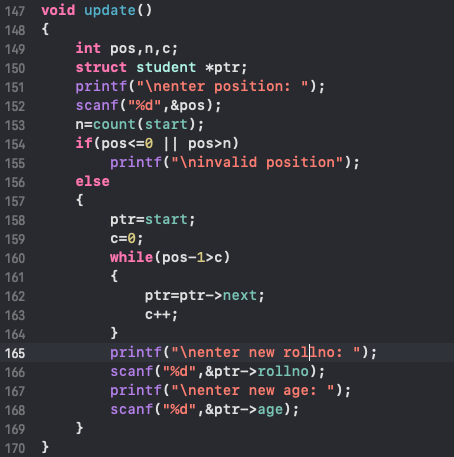 147 void update()
148 {
149     int pos,n,c;
150     struct student *ptr;
151     printf("\nenter position: ");
152     scanf("%d",&pos);
153     n=count(start);
154     if(pos<=0 || pos>n)
155         printf("\ninvalid position");
156     else
157     {
158         ptr=start;
159         c=0;
160         while(pos-1>c)
161         {
162             ptr=ptr->next;
163             c++;
164         }
165         printf("\nenter new rollno: ");
166         scanf("%d",&ptr->rollno);
167         printf("\nenter new age: ");
168         scanf("%d",&ptr->age);
169     }
170 }